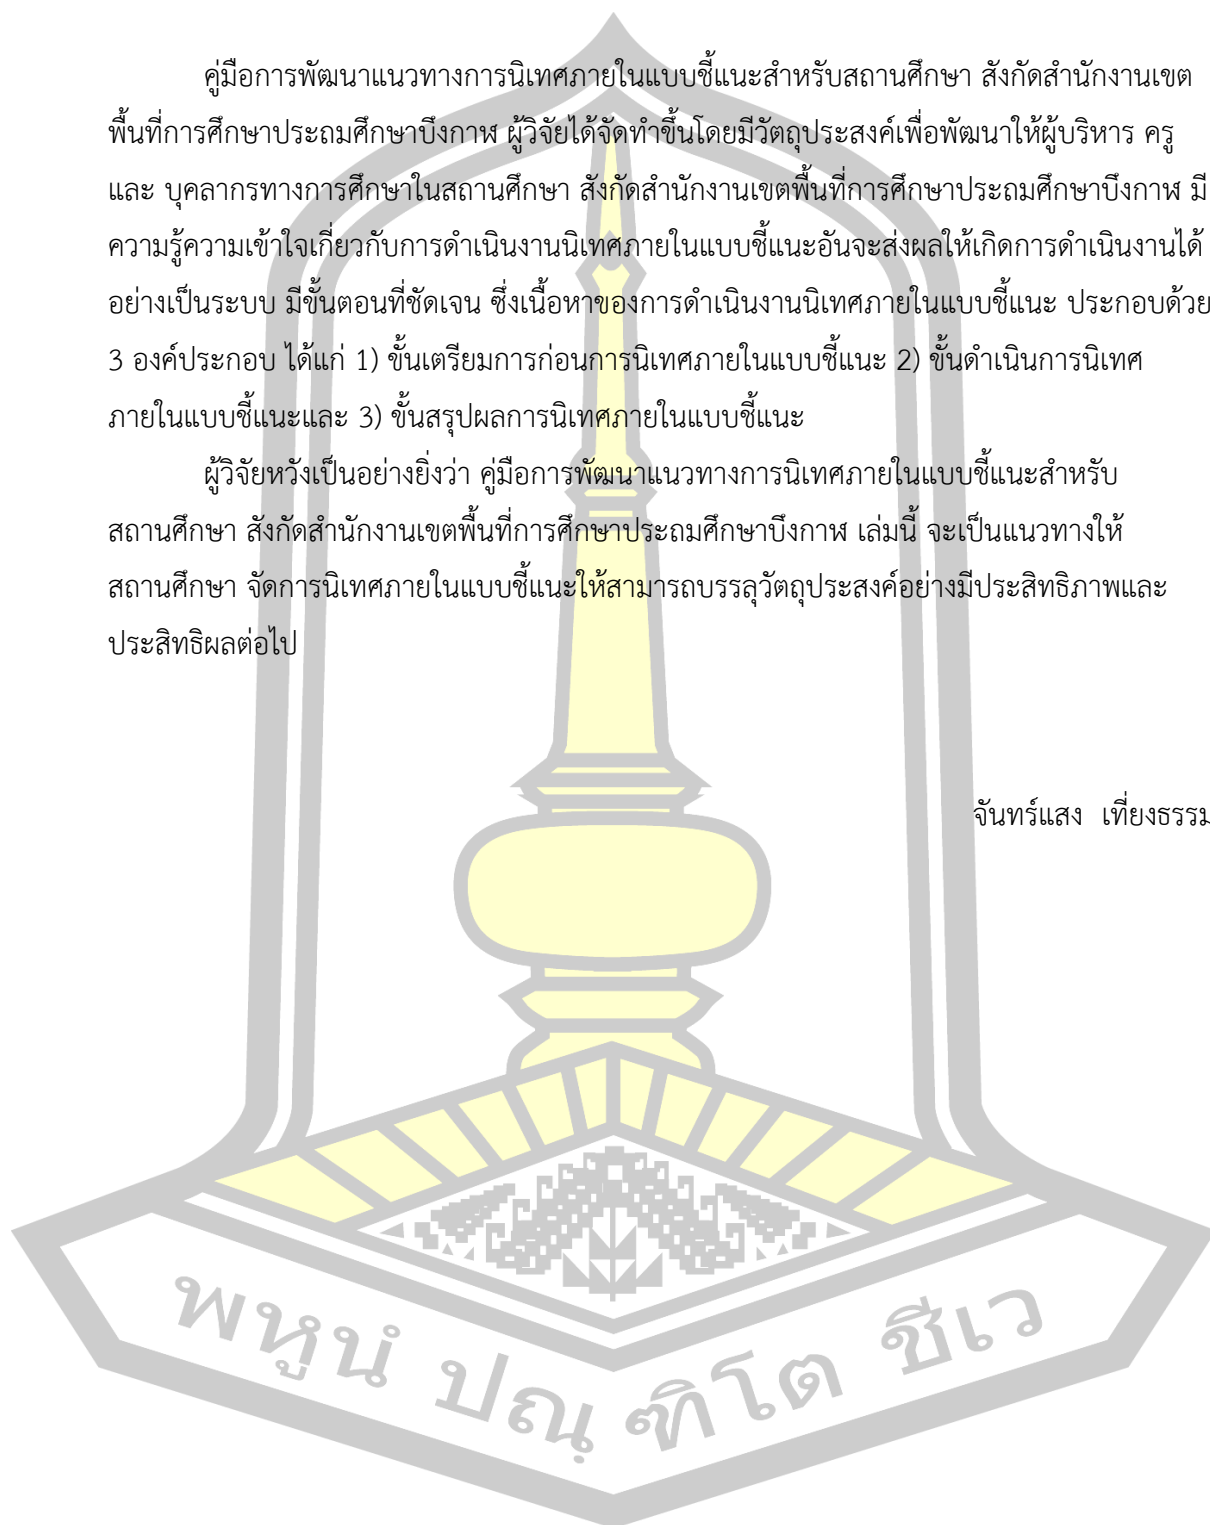 คู่มือการพัฒนาแนวทางการนิเทศภายในแบบชี้แนะสำหรับสถานศึกษา สังกัดสำนักงานเขต
พื้นที่การศึกษาประถมศึกษาบึงกาฬ ผู้วิจัยได้จัดทำขึ้นโดยมีวัตถุประสงค์เพื่อพัฒนาให้ผู้บริหาร ครู
และ บุคลากรทางการศึกษาในสถานศึกษา สังกัดสำนักงานเขตพื้นที่การศึกษาประถมศึกษาบึงกาฬ มี
ความรู้ความเข้าใจเกี่ยวกับการดำเนินงานนิเทศภายในแบบชี้แนะอันจะส่งผลให้เกิดการดำเนินงานได้
อย่างเป็นระบบ มีขั้นตอนที่ชัดเจน ซึ่งเนื้อหาของการดำเนินงานนิเทศภายในแบบชี้แนะ ประกอบด้วย
3 องค์ประกอบ ได้แก่ 1) ขั้นเตรียมการก่อนการนิเทศภายในแบบชี้แนะ 2) ขั้นดำเนินการนิเทศ
ภายในแบบชี้แนะและ 3) ขั้นสรุปผลการนิเทศภายในแบบชี้แนะ
ผู้วิจัยหวังเป็นอย่างยิ่งว่า คู่มือการพัฒนาแนวทางการนิเทศภายในแบบชี้แนะสำหรับ
สถานศึกษา สังกัดสำนักงานเขตพื้นที่การศึกษาประถมศึกษาบึงกาฬ เล่มนี้ จะเป็นแนวทางให้
สถานศึกษา จัดการนิเทศภายในแบบชี้แนะให้สามารถบรรลุวัตถุประสงค์อย่างมีประสิทธิภาพและ
ประสิทธิผลต่อไป
จันทร์แสง เที่ยงธรรม
พหูนํ ปณฺ ฑิโต ชีเว